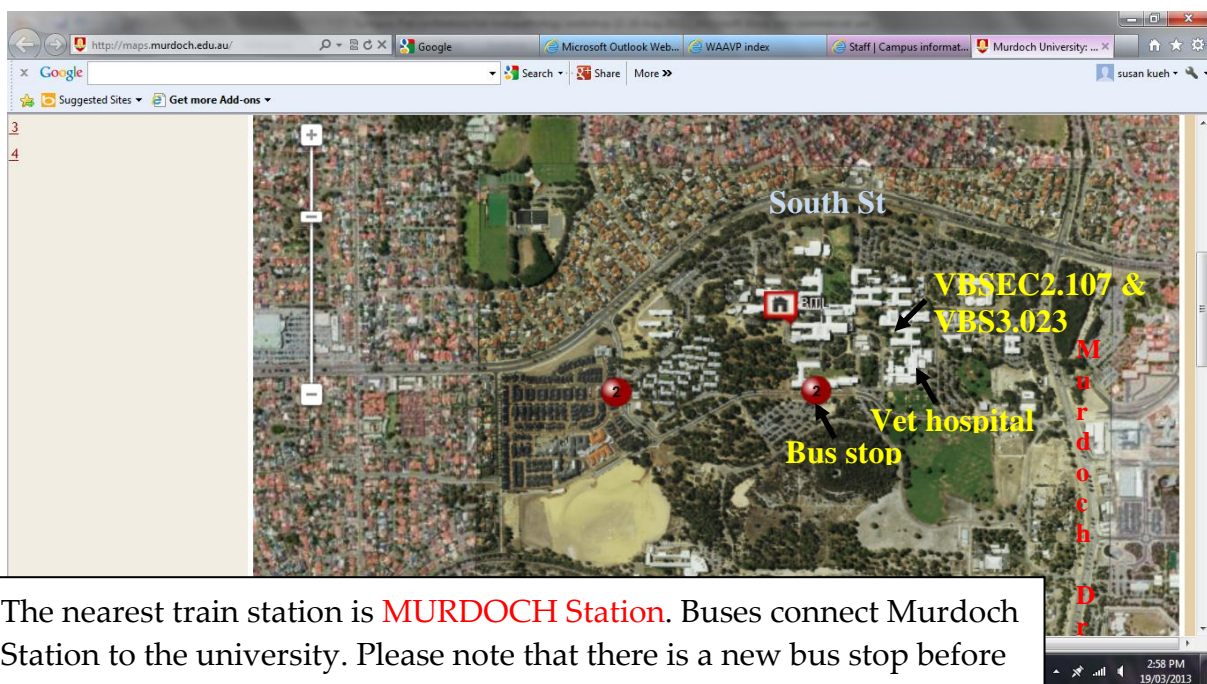 http://maps.murdoch.edu.au/
Google
Microsoft Outlook Web...
WAAVP index
Staff | Campus informat...
Murdoch University: ...
x Google
Search
Share
More »
susan kueh
Suggested Sites
Get more Add-ons
3
4
South St
BITL
VBSEC2.107 &
VBS3.023
2
2
Vet hospital
Bus stop
Murdoch Dr
The nearest train station is MURDOCH Station. Buses connect Murdoch
Station to the university. Please note that there is a new bus stop before
2:58 PM
19/03/2013